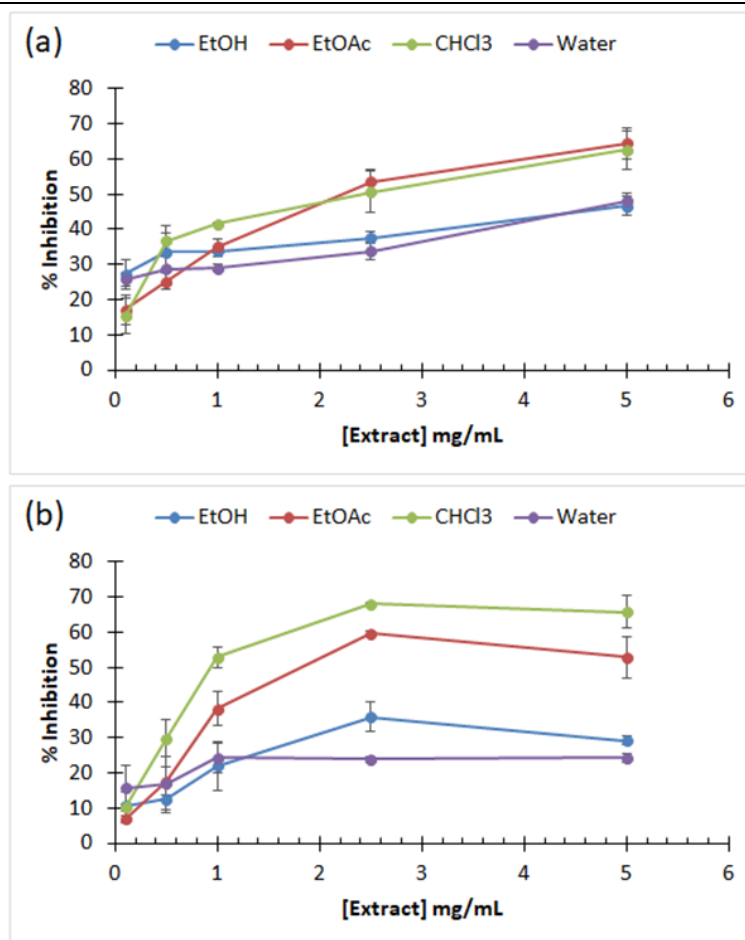 (a)
EtOH EtOAc CHCl3 Water
80
70
60
50
40
30
20
10
0
% Inhibition
0 1 2 3 4 5 6
[Extract] mg/mL
(b)
EtOH EtOAc CHCl3 Water
80
70
60
50
40
30
20
10
0
% Inhibition
0 1 2 3 4 5 6
[Extract] mg/mL